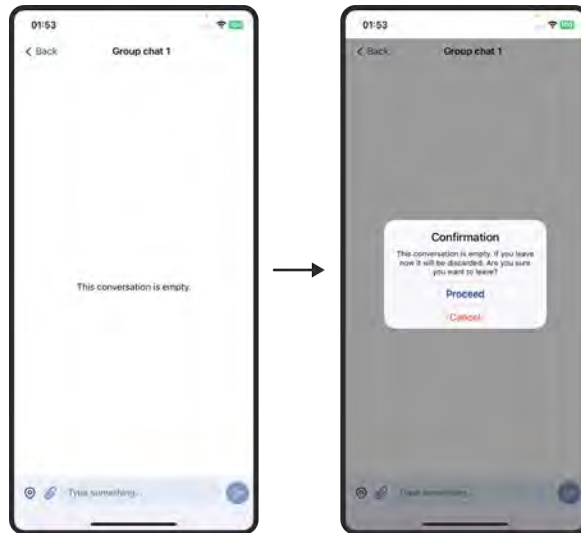 01:53
< Back
Group chat 1
This conversation is empty.
Type something...
01:53
< Back
Group chat 1
Confirmation
This conversation is empty. If you leave
now it will be discarded. Are you sure
you want to leave?
Proceed
Cancel
Type something...